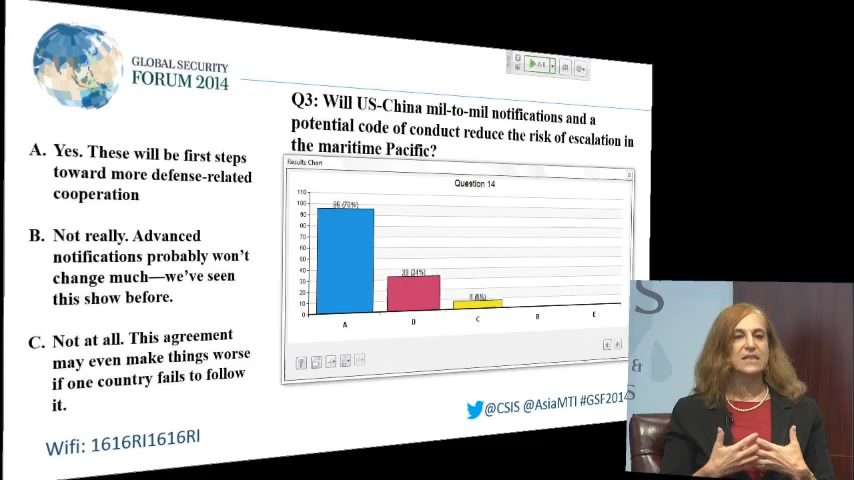 GLOBAL SECURITY
FORUM 2014
Q3: Will US-China mil-to-mil notifications and a
potential code of conduct reduce the risk of escalation in
the maritime Pacific?
A. Yes. These will be first steps
toward more defense-related
cooperation
B. Not really. Advanced
notifications probably won't
change much—we've seen
this show before.
C. Not at all. This agreement
may even make things worse
if one country fails to follow
it.
Results Chart
Question 14
110
100
90
80
70
60
50
40
30
20
10
0
(24%)
A
C
E
@CSIS @AsiaMTI #GSF2014
Wifi: 1616RI1616RI
S
&
S